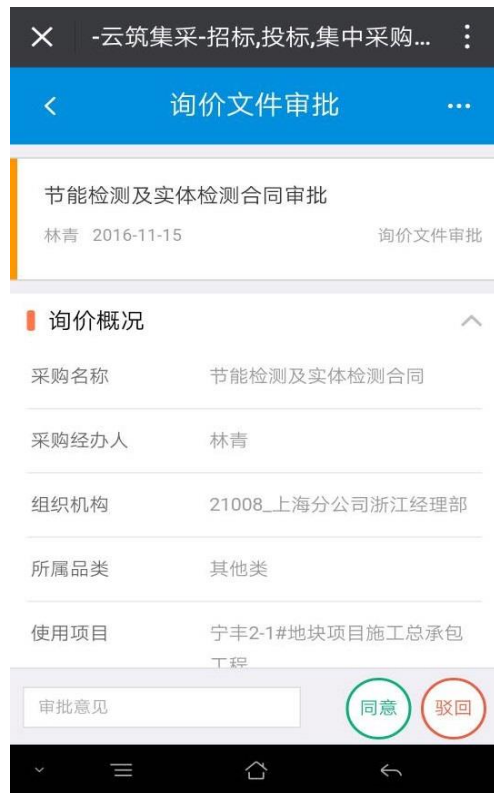 -云筑集采-招标,投标,集中采购...
询价文件审批
节能检测及实体检测合同审批
林青 2016-11-15 询价文件审批
询价概况
采购名称 节能检测及实体检测合同
采购经办人 林青
组织机构 21008_上海分公司浙江经理部
所属品类 其他类
使用项目 宁丰2-1#地块项目施工总承包
工程
审批意见 同意 驳回